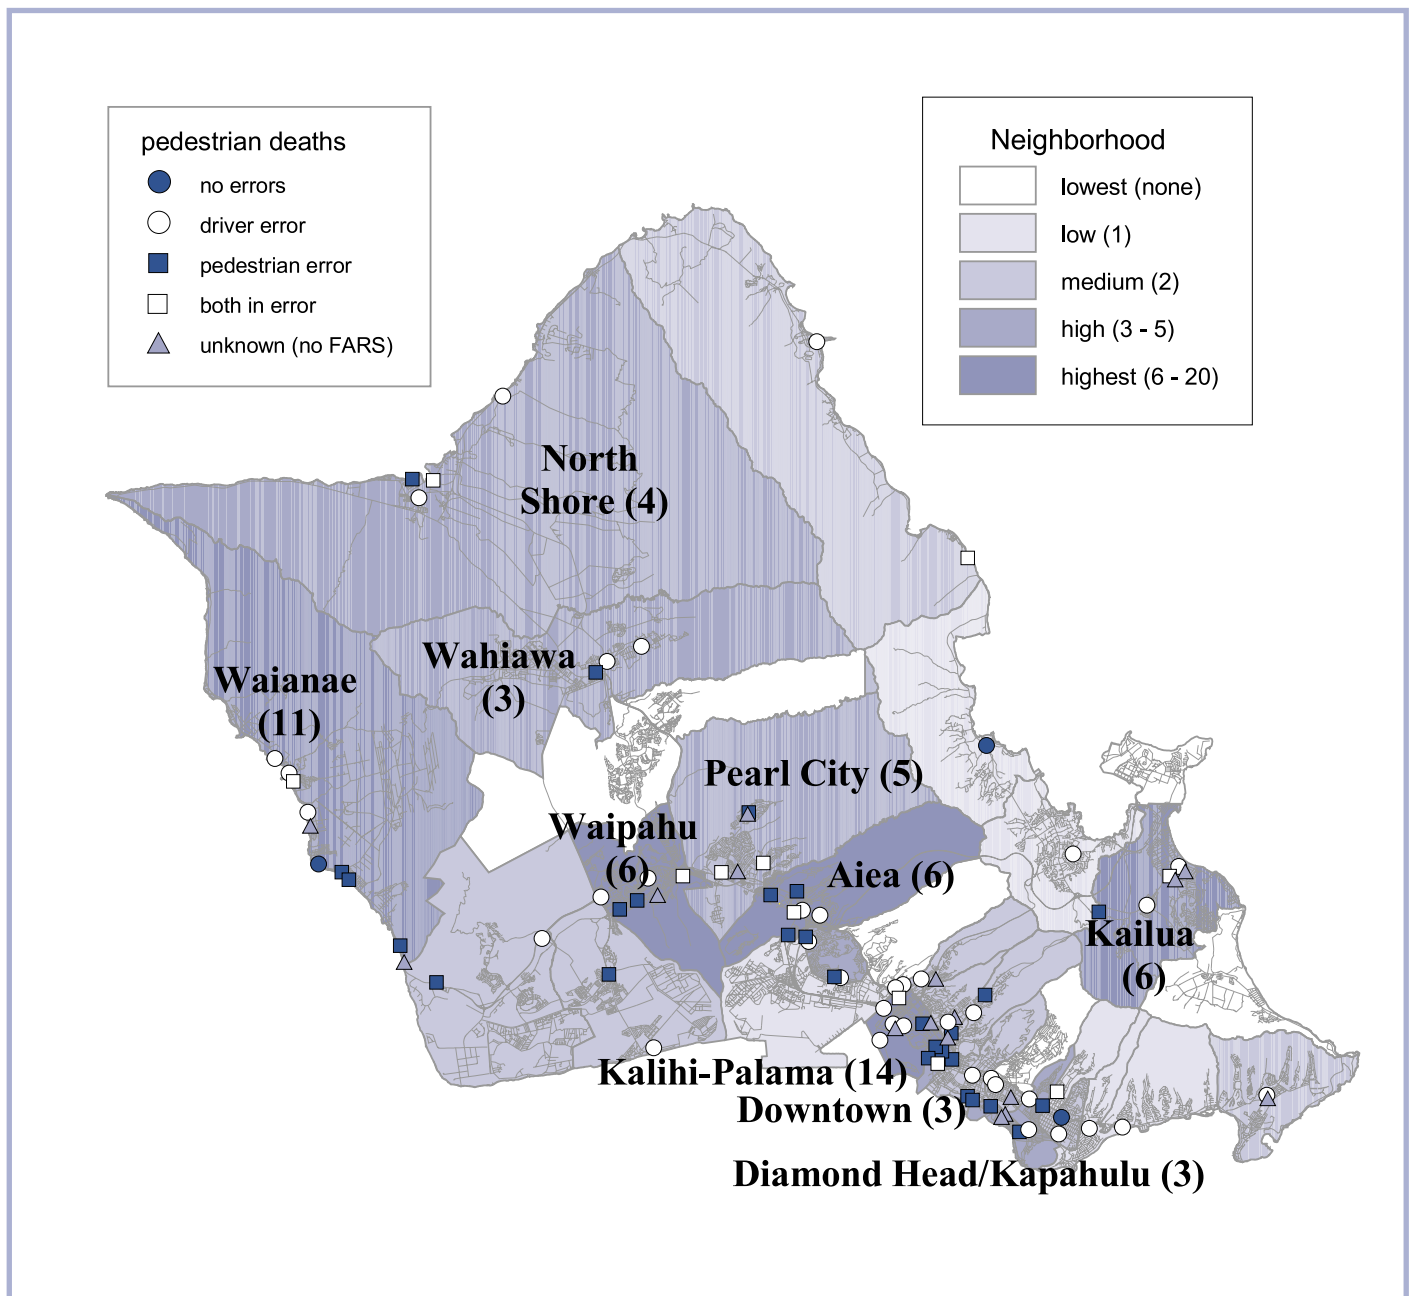 pedestrian deaths
no errors
driver error
pedestrian error
both in error
unknown (no FARS)
Neighborhood
lowest (none)
low (1)
medium (2)
high (3 - 5)
highest (6 - 20)
North
Shore (4)
Wahiawa
(3)
Waianae
(11)
Pearl City (5)
Waipahu
(6)
Aiea (6)
Kailua
(6)
Kalihi-Palama (14)
Downtown (3)
Diamond Head/Kapahulu (3)